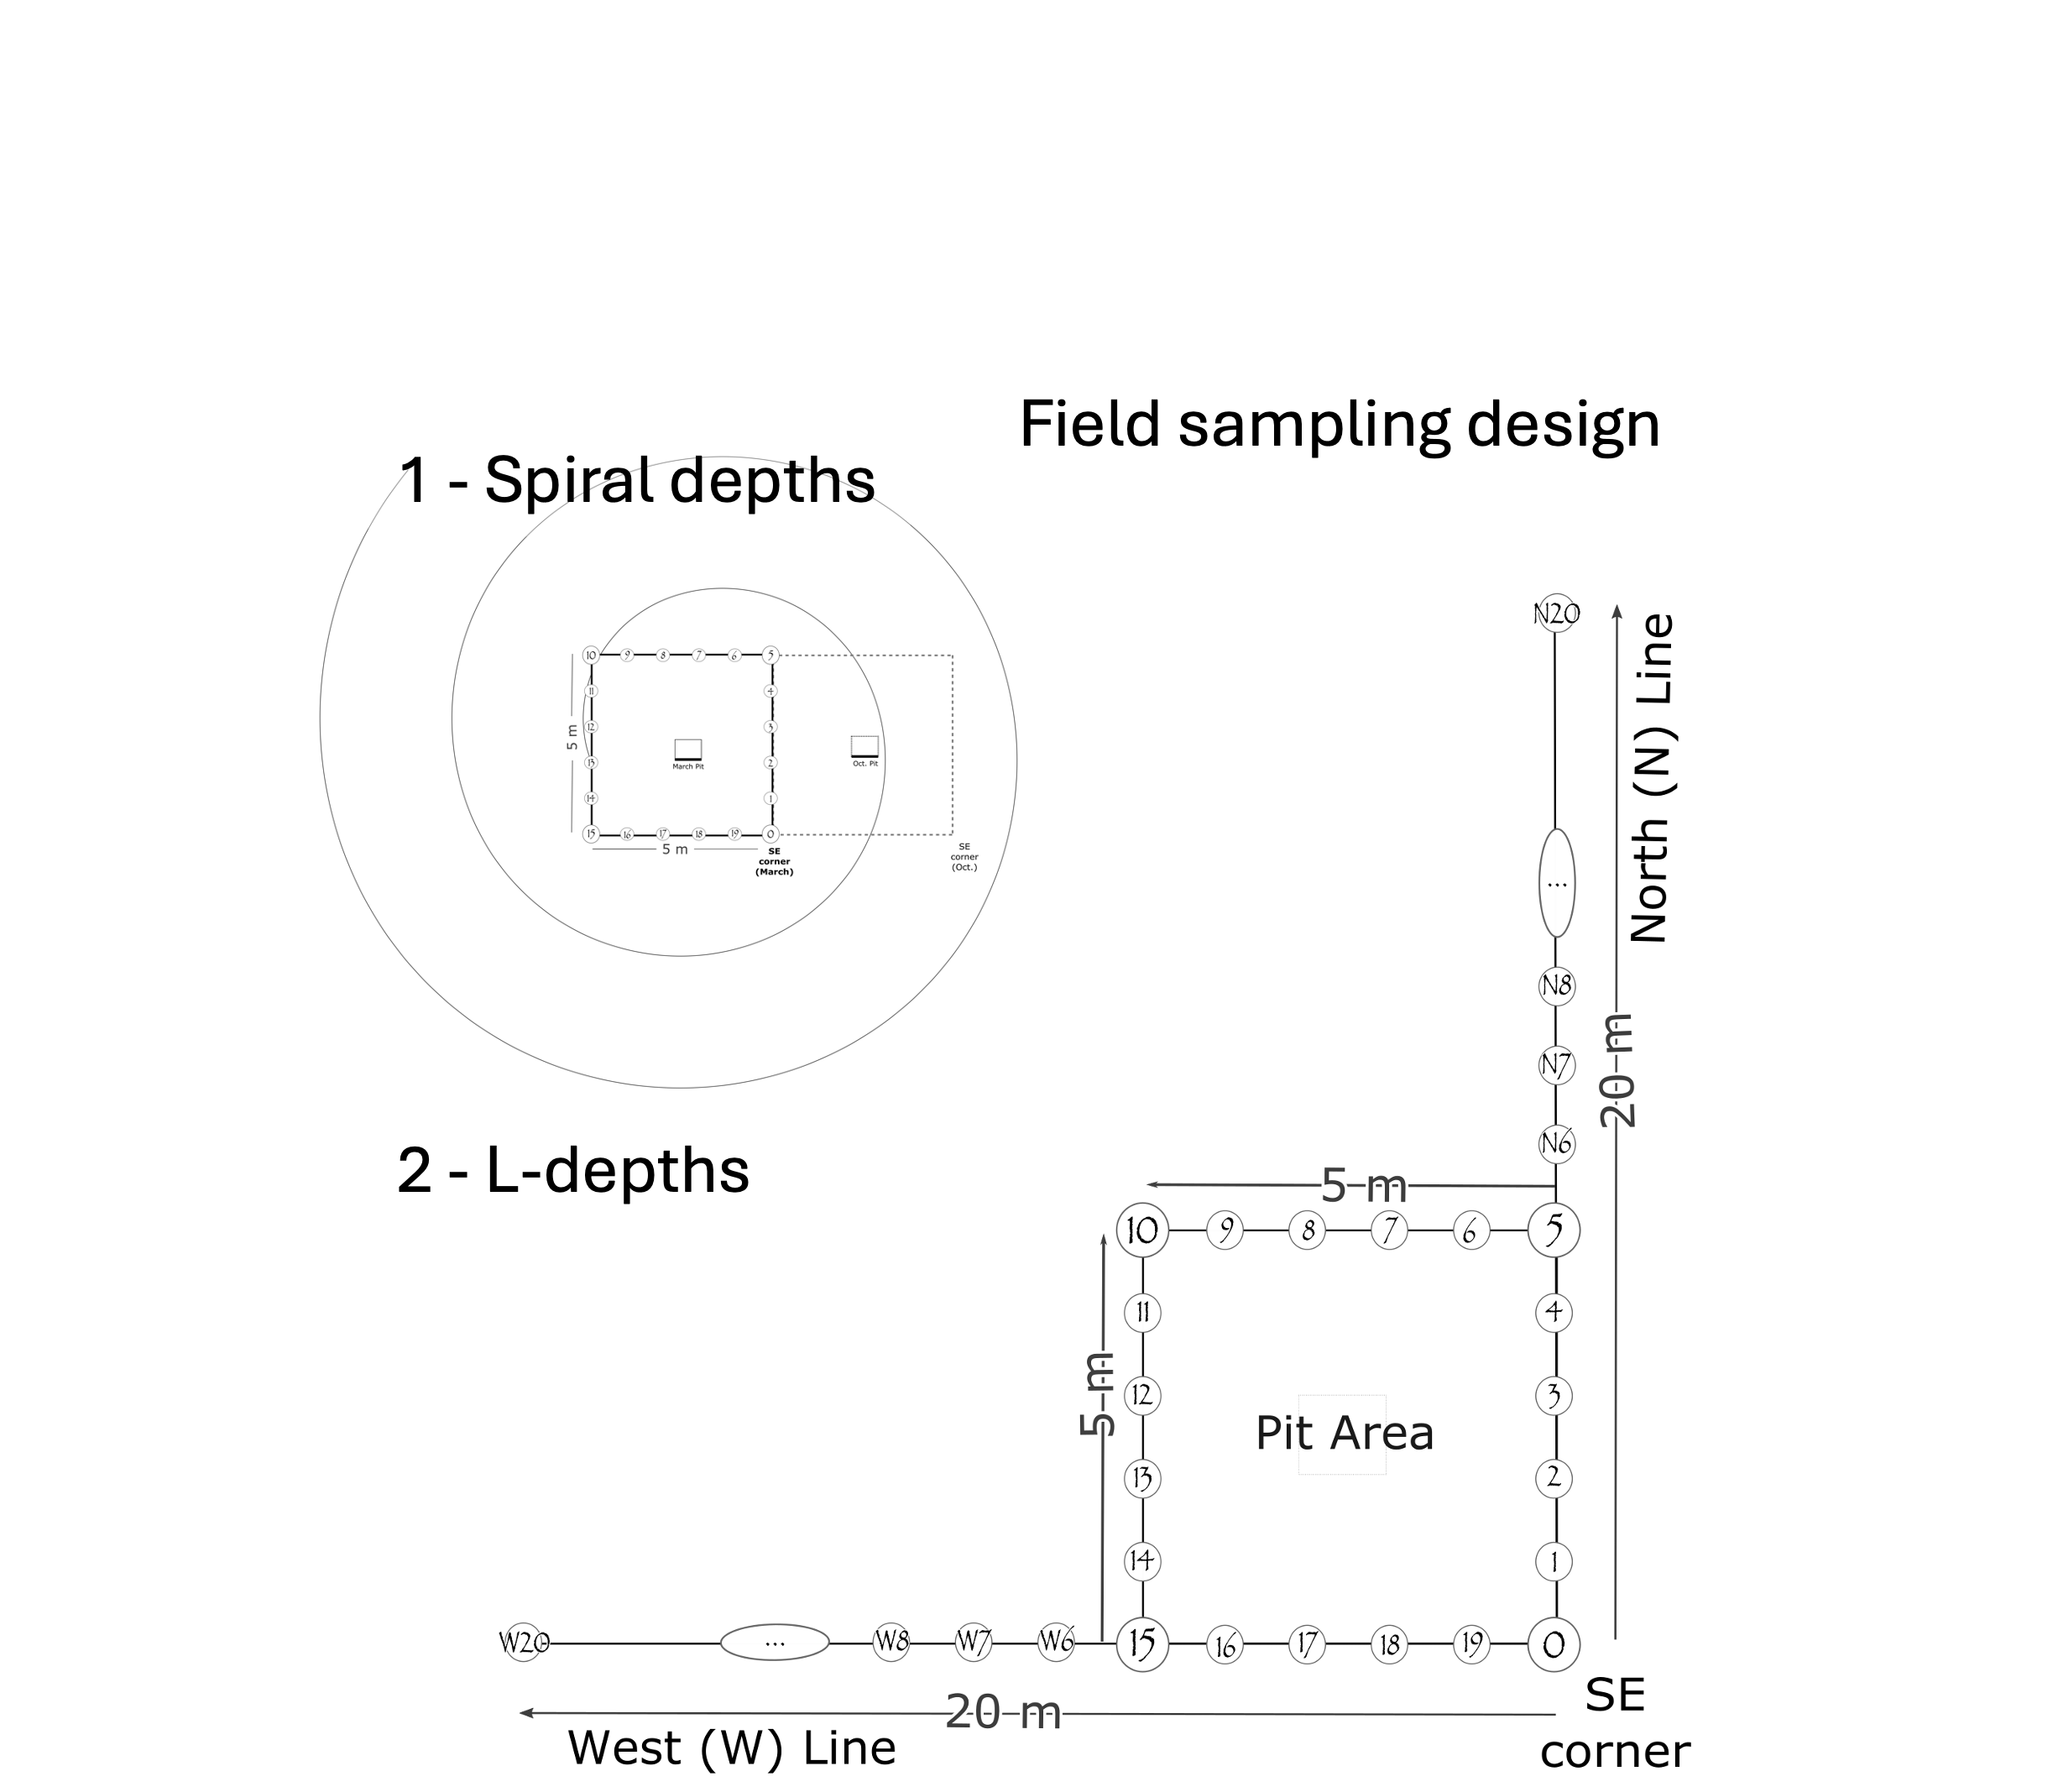 Field sampling design
1 - Spiral depths
10 9 8 7 6 5
11
12
13
14
15 16 17 18 19 0
4
3
2
1
5 m
5 m
March Pit
Oct. Pit
SE
corner
(March)
SE
corner
(Oct.)
2 - L-depths
N20
...
N8
N7
N6
North (N) Line
20 m
5 m
10 9 8 7 6 5
11
12
13
14
4
3
2
1
5 m
Pit Area
W20 ... W8 W7 W6 15 16 17 18 19 0
20 m
West (W) Line
SE
corner